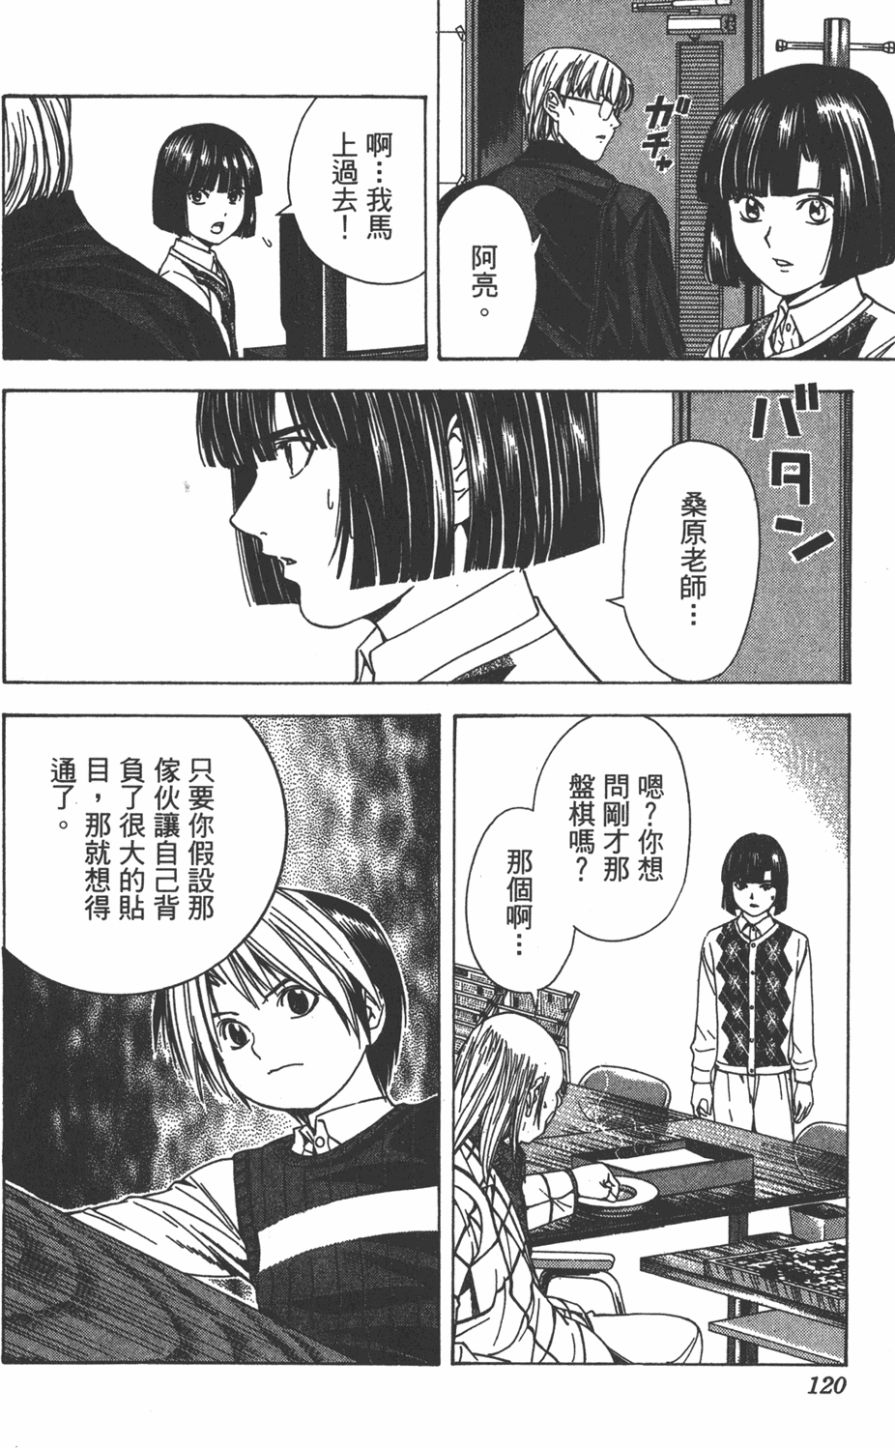 ガチャ
阿亮。
啊…我馬
上過去！
バタン
桑原老師…
嗯？你想
問剛才那
盤棋嗎？
那個啊…
只要你假設那
傢伙讓自己背
負了很大的貼
目，那就想得
通了。
120